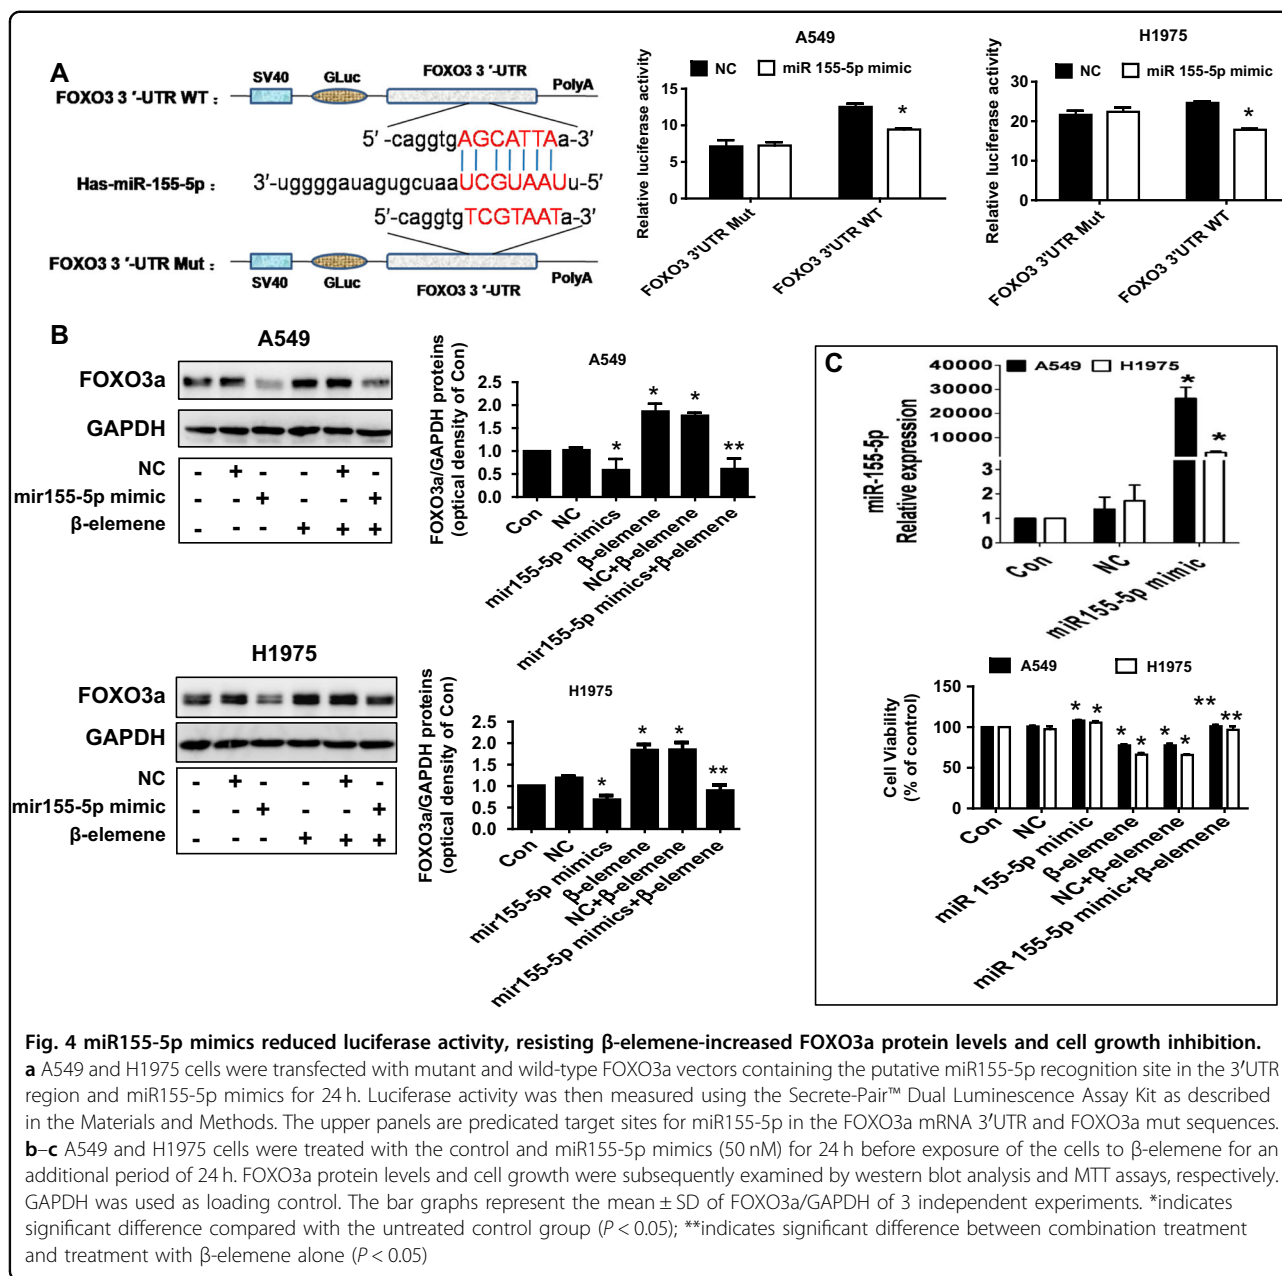 A
SV40 GLuc FOXO3 3 ′-UTR PolyA
FOXO3 3 ′-UTR WT :
5′ -caggtgAGCATTAa-3′
Has-miR-155-5p 3′-uggggauagugcuaaUCGUAAUu-5′
5′-caggtgTCGTAATa-3′
FOXO3 3 ′-UTR Mut :
SV40 GLuc FOXO3 3 ′-UTR PolyA
A549
NC miR 155-5p mimic
Relative luciferase activity
15
10
5
0
*
FOXO3 3'UTR Mut
FOXO3 3'UTR WT
H1975
NC miR 155-5p mimic
Relative luciferase activity
30
20
10
0
*
FOXO3 3'UTR Mut
FOXO3 3'UTR WT
B
A549
FOXO3a
GAPDH
NC - + - - + -
mir155-5p mimic - - + - - +
β-elemene - - - + + +
A549
FOXO3a/GAPDH proteins
(optical density of Con)
2.5
2.0
1.5
1.0
0.5
0.0
* * * **
Con
NC
mir155-5p mimics
β-elemene
NC+β-elemene
mir155-5p mimics+β-elemene
H1975
FOXO3a
GAPDH
NC - + - - + -
mir155-5p mimic - - + - - +
β-elemene - - - + + +
H1975
FOXO3a/GAPDH proteins
(optical density of Con)
2.5
2.0
1.5
1.0
0.5
0.0
* * * **
Con
NC
mir155-5p mimics
β-elemene
NC+β-elemene
mir155-5p mimics+β-elemene
C
A549 H1975
miR-155-5p
Relative expression
40000
30000
20000
10000
3
2
1
0
* *
Con
NC
miR155-5p mimic
A549 H1975
Cell Viability
(% of control)
150
100
50
0
* * * * * * ** **
Con
NC
miR 155-5p mimic
β-elemene
NC+β-elemene
miR 155-5p mimic+β-elemene
Fig. 4 miR155-5p mimics reduced luciferase activity, resisting β-elemene-increased FOXO3a protein levels and cell growth inhibition.
a A549 and H1975 cells were transfected with mutant and wild-type FOXO3a vectors containing the putative miR155-5p recognition site in the 3′UTR
region and miR155-5p mimics for 24 h. Luciferase activity was then measured using the Secrete-Pair™ Dual Luminescence Assay Kit as described
in the Materials and Methods. The upper panels are predicated target sites for miR155-5p in the FOXO3a mRNA 3′UTR and FOXO3a mut sequences.
b–c A549 and H1975 cells were treated with the control and miR155-5p mimics (50 nM) for 24 h before exposure of the cells to β-elemene for an
additional period of 24 h. FOXO3a protein levels and cell growth were subsequently examined by western blot analysis and MTT assays, respectively.
GAPDH was used as loading control. The bar graphs represent the mean ± SD of FOXO3a/GAPDH of 3 independent experiments. *indicates
significant difference compared with the untreated control group (P < 0.05); **indicates significant difference between combination treatment
and treatment with β-elemene alone (P < 0.05)